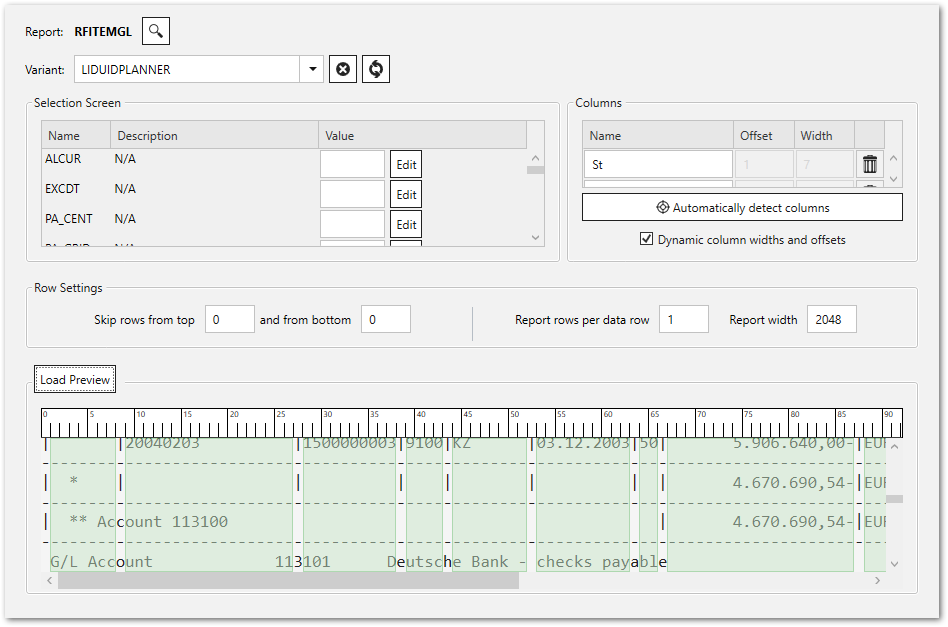 Report: RFITEMGL
Variant: LIDUIDPLANNER
Selection Screen
Name Description Value
ALCUR N/A Edit
EXCDT N/A Edit
PA_CENT N/A Edit
Columns
Name Offset Width
St 1 7
Automatically detect columns
Dynamic column widths and offsets
Row Settings
Skip rows from top 0 and from bottom 0 Report rows per data row 1 Report width 2048
Load Preview
0 5 10 15 20 25 30 35 40 45 50 55 60 65 70 75 80 85 90
| |20040203 |1500000003|9100|KZ |03.12.2003|50| 5.906.640,00-|EUR
| * | | | | | | | 4.670.690,54-|EUR
| ** Account 113100 | 4.670.690,54-|EUR
G/L Account 113101 Deutsche Bank - checks payable